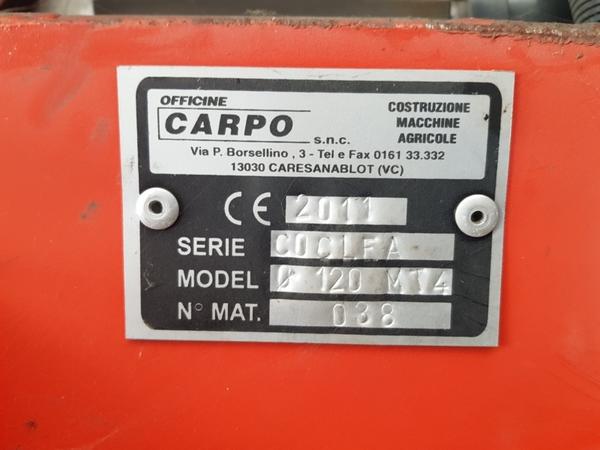 OFFICINE
CARPO s.n.c.
COSTRUZIONE
MACCHINE
AGRICOLE
Via P. Borsellino , 3 - Tel e Fax 0161 33.332
13030 CARESANABLOT (VC)
CE 2011
SERIE COCLEA
MODEL Ø 120 MT4
N° MAT. 038